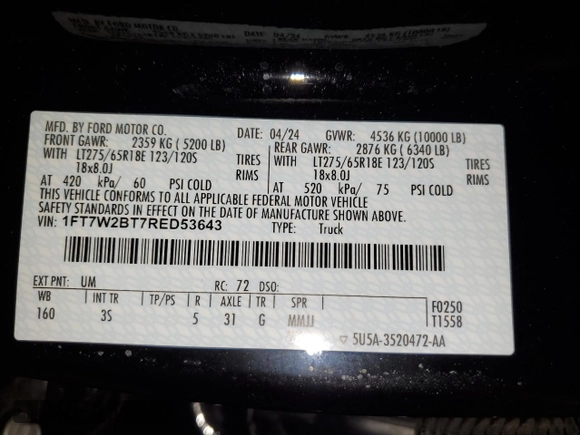 MFD. BY FORD MOTOR CO. DATE: 04/24 GVWR: 4536 KG (10000 LB)
FRONT GAWR: 2359 KG (5200 LB) REAR GAWR: 2876 KG (6340 LB)
WITH LT275/65R18E 123/120S TIRES WITH LT275/65R18E 123/120S TIRES
18x8.0J RIMS 18x8.0J RIMS
AT 420 kPa/ 60 PSI COLD AT 520 kPa/ 75 PSI COLD
THIS VEHICLE CONFORMS TO ALL APPLICABLE FEDERAL MOTOR VEHICLE
SAFETY STANDARDS IN EFFECT ON THE DATE OF MANUFACTURE SHOWN ABOVE.
VIN: 1FT7W2BT7RED53643 TYPE: Truck
EXT PNT: UM RC: 72 DSO:
WB INT TR TP/PS R AXLE TR SPR F0250
160 3S 5 31 G MMJJ T1558
5U5A-3520472-AA